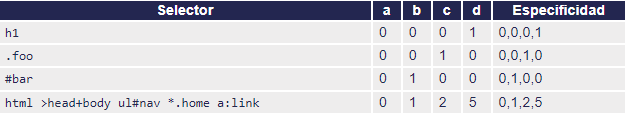 Selector a b c d Especificidad
h1 0 0 0 1 0,0,0,1
.foo 0 0 1 0 0,0,1,0
#bar 0 1 0 0 0,1,0,0
html >head+body ul#nav *.home a:link 0 1 2 5 0,1,2,5